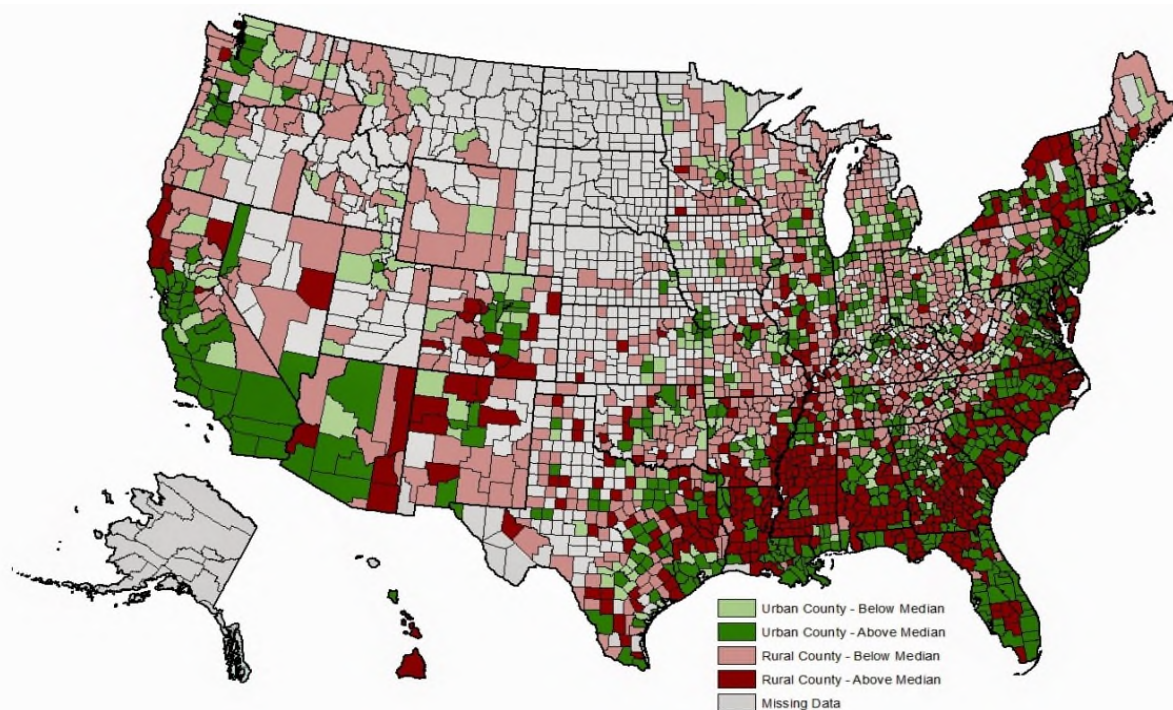 Urban County - Below Median
Urban County - Above Median
Rural County - Below Median
Rural County - Above Median
Missing Data